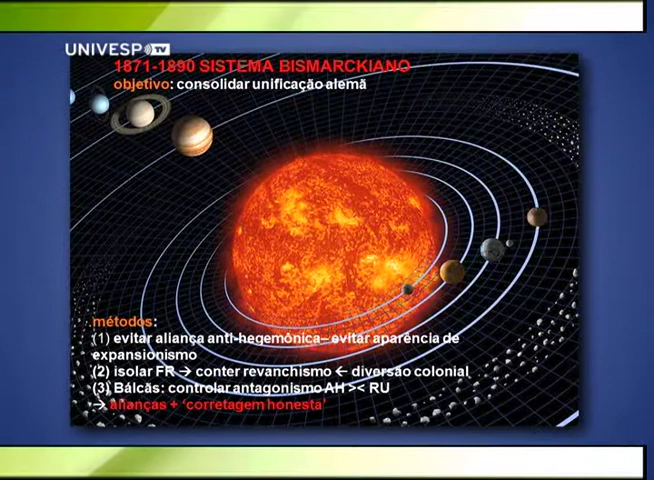 UNIVESP TV
1871-1890 SISTEMA BISMARCKIANO
objetivo: consolidar unificação alemã
métodos:
(1) evitar aliança anti-hegemônica– evitar aparência de
expansionismo
(2) isolar FR → conter revanchismo ← diversão colonial
(3) Bálcãs: controlar antagonismo AH >< RU
→ alianças + ‘corretagem honesta’